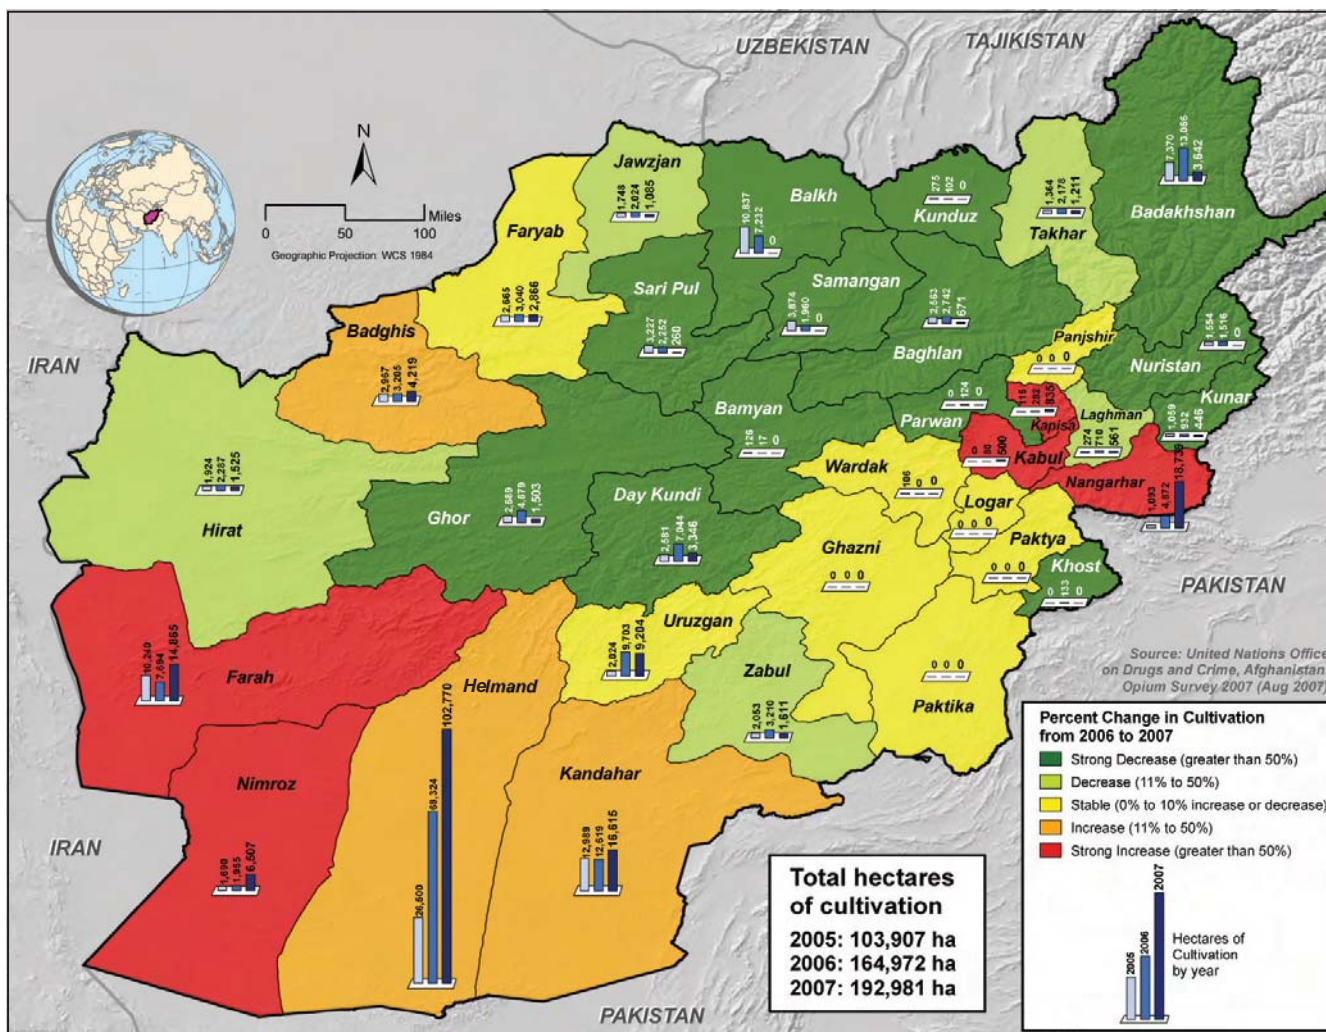 UZBEKISTAN
TAJIKISTAN
N
0 50 100
Miles
Geographic Projection: WCS 1984
Jawzjan
1,748 2,024 1,085
Balkh
10,837 7,232 0
275 102 0
Kunduz
1,364 2,178 1,211
Takhar
7,370 13,056 3,642
Badakhshan
Faryab
2,665 3,040 2,866
Sari Pul
3,227 2,252 260
Samangan
3,874 1,960 0
2,563 2,742 671
Baghlan
Panjshir
0 0 0
1,554 1,516 0
Nuristan
IRAN
Badghis
2,967 3,205 4,219
Bamyan
126 17 0
0 124 0
Parwan
115 282 835
Kapisa
Laghman
274 710 561
Kunar
1,059 932 446
1,924 2,287 1,525
Hirat
Ghor
2,689 4,679 1,503
Day Kundi
2,581 7,044 3,346
Wardak
106 0 0
0 80 500
Kabul
Nangarhar
1,093 4,872 18,739
Logar
0 0 0
Ghazni
0 0 0
Paktya
0 0 0
Khost
0 133 0
PAKISTAN
10,240 7,694 14,865
Farah
Helmand
26,500 69,324 102,770
Uruzgan
2,024 9,703 9,204
Zabul
2,053 3,210 1,611
0 0 0
Paktika
Nimroz
1,690 1,955 6,507
Kandahar
12,989 12,619 16,615
IRAN
PAKISTAN
Source: United Nations Office
on Drugs and Crime, Afghanistan
Opium Survey 2007 (Aug 2007)
Percent Change in Cultivation
from 2006 to 2007
Strong Decrease (greater than 50%)
Decrease (11% to 50%)
Stable (0% to 10% increase or decrease)
Increase (11% to 50%)
Strong Increase (greater than 50%)
2005 2006 2007
Hectares of
Cultivation
by year
Total hectares
of cultivation
2005: 103,907 ha
2006: 164,972 ha
2007: 192,981 ha